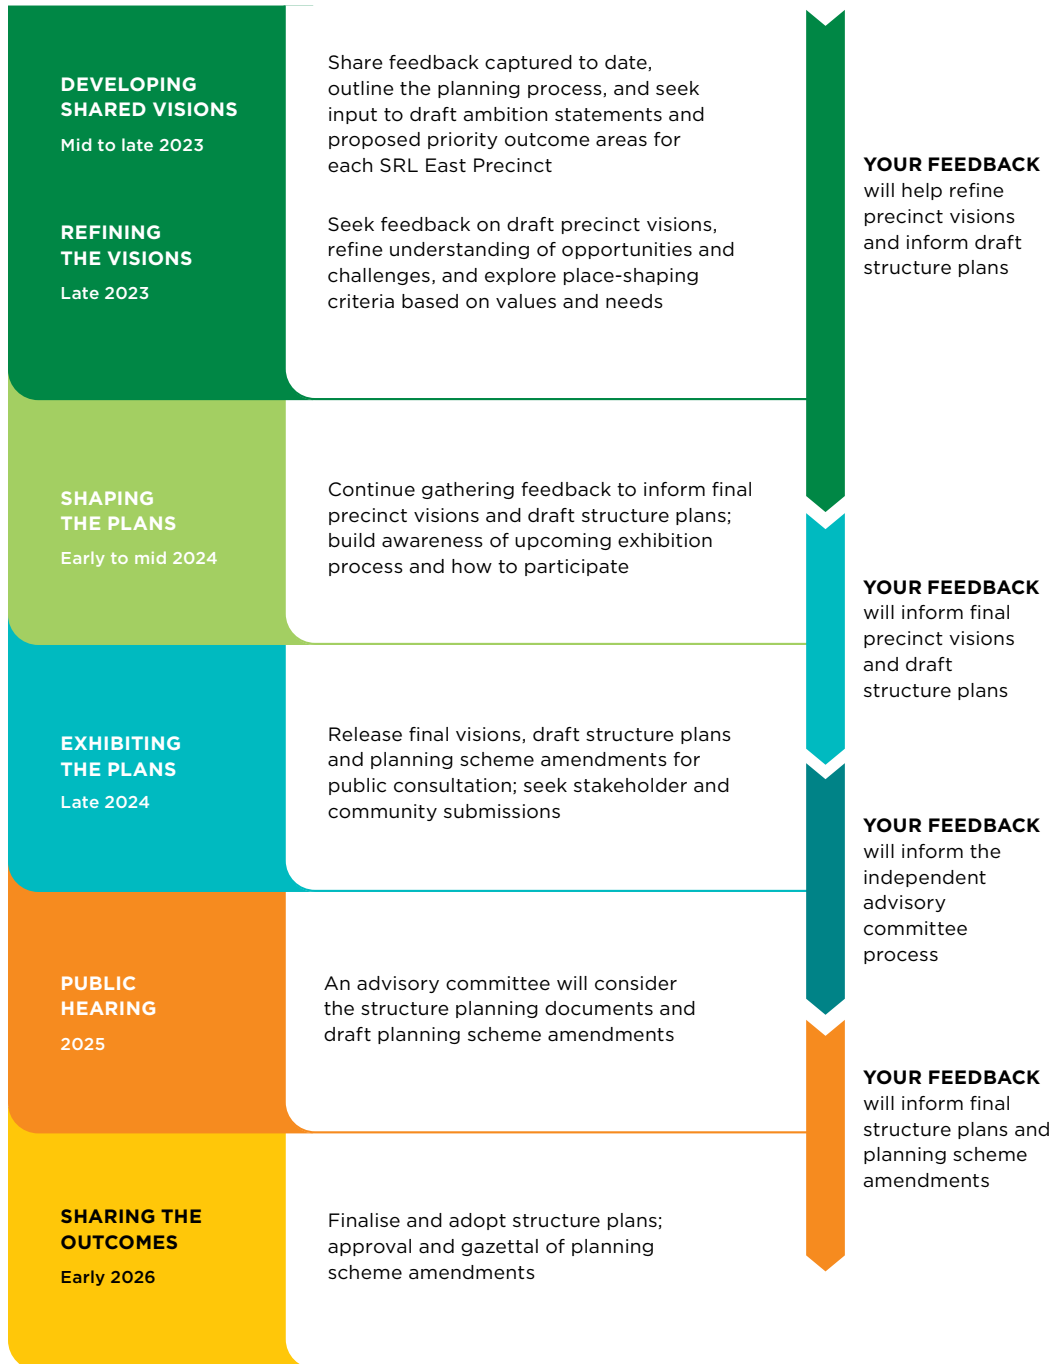 DEVELOPING
SHARED VISIONS
Mid to late 2023
Share feedback captured to date,
outline the planning process, and seek
input to draft ambition statements and
proposed priority outcome areas for
each SRL East Precinct
REFINING
THE VISIONS
Late 2023
Seek feedback on draft precinct visions,
refine understanding of opportunities and
challenges, and explore place-shaping
criteria based on values and needs
YOUR FEEDBACK
will help refine
precinct visions
and inform draft
structure plans
SHAPING
THE PLANS
Early to mid 2024
Continue gathering feedback to inform final
precinct visions and draft structure plans;
build awareness of upcoming exhibition
process and how to participate
YOUR FEEDBACK
will inform final
precinct visions
and draft
structure plans
EXHIBITING
THE PLANS
Late 2024
Release final visions, draft structure plans
and planning scheme amendments for
public consultation; seek stakeholder and
community submissions
YOUR FEEDBACK
will inform the
independent
advisory
committee
process
PUBLIC
HEARING
2025
An advisory committee will consider
the structure planning documents and
draft planning scheme amendments
YOUR FEEDBACK
will inform final
structure plans and
planning scheme
amendments
SHARING THE
OUTCOMES
Early 2026
Finalise and adopt structure plans;
approval and gazettal of planning
scheme amendments